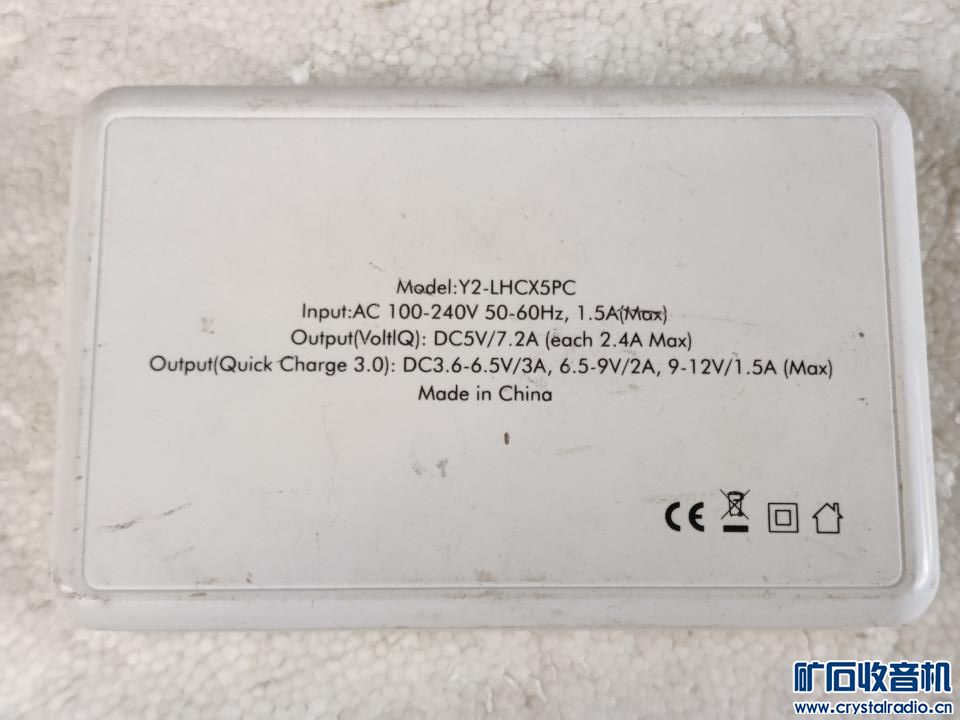 Model:Y2-LHCX5PC
Input:AC 100-240V 50-60Hz, 1.5A(Max)
Output(VoltIQ): DC5V/7.2A (each 2.4A Max)
Output(Quick Charge 3.0): DC3.6-6.5V/3A, 6.5-9V/2A, 9-12V/1.5A (Max)
Made in China
CE
矿石收音机
www.crystalradio.cn